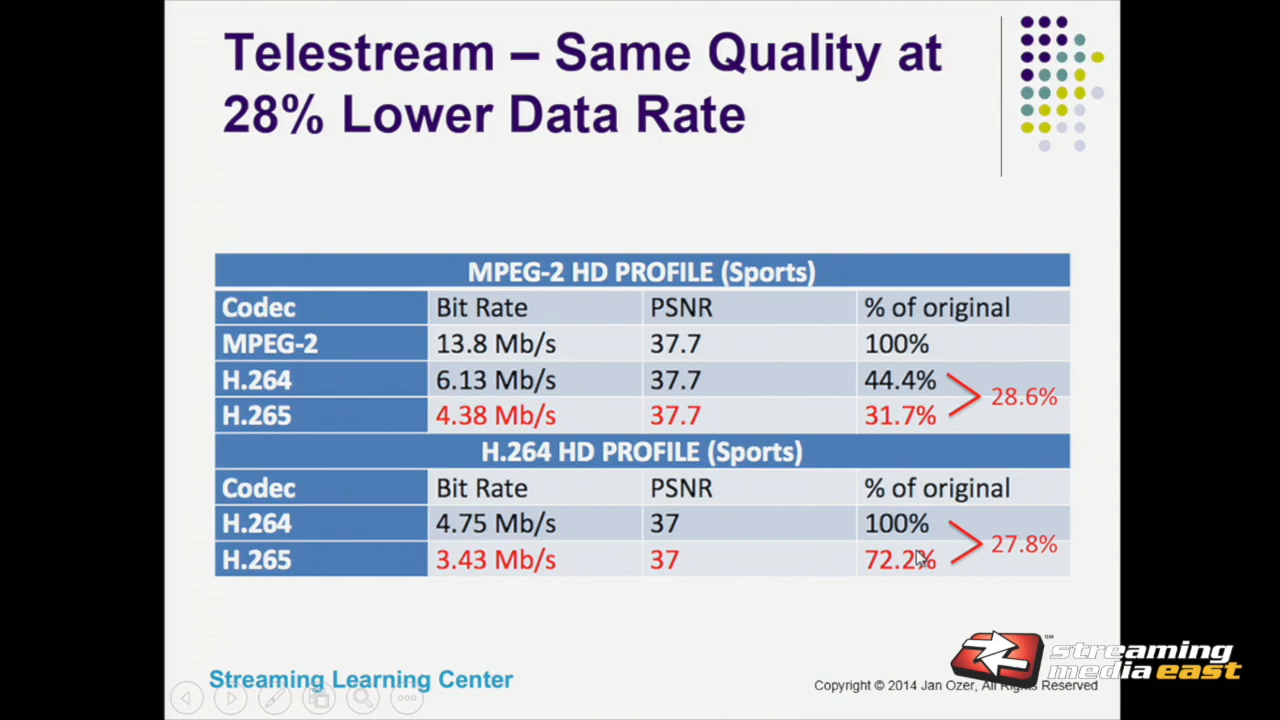 Telestream – Same Quality at
28% Lower Data Rate
MPEG-2 HD PROFILE (Sports)
Codec Bit Rate PSNR % of original
MPEG-2 13.8 Mb/s 37.7 100%
H.264 6.13 Mb/s 37.7 44.4%
28.6%
H.265 4.38 Mb/s 37.7 31.7%
H.264 HD PROFILE (Sports)
Codec Bit Rate PSNR % of original
H.264 4.75 Mb/s 37 100%
27.8%
H.265 3.43 Mb/s 37 72.2%
SM
streaming
media east
Streaming Learning Center
Copyright © 2014 Jan Ozer, All Rights Reserved